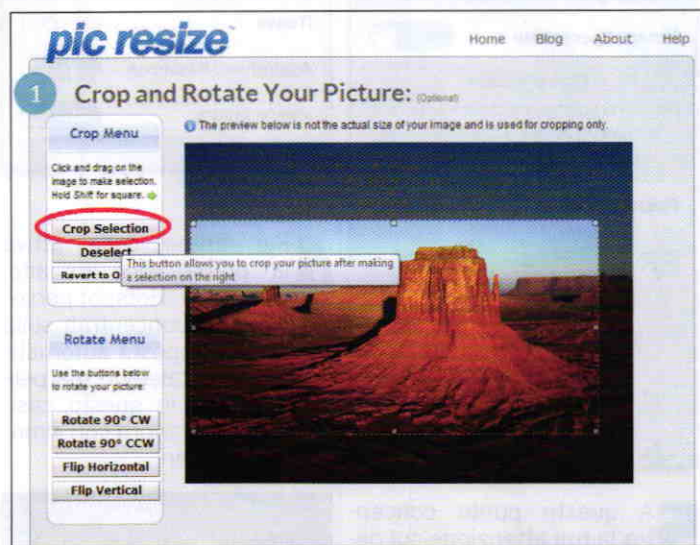 pic resize
Home Blog About Help
1 Crop and Rotate Your Picture: (Optional)
Crop Menu
The preview below is not the actual size of your image and is used for cropping only.
Click and drag on the
image to make selection.
Hold Shift for square.
Crop Selection
Deselect
This button allows you to crop your picture after making
a selection on the right
Revert to O
Rotate Menu
Use the buttons below
to rotate your picture:
Rotate 90° CW
Rotate 90° CCW
Flip Horizontal
Flip Vertical